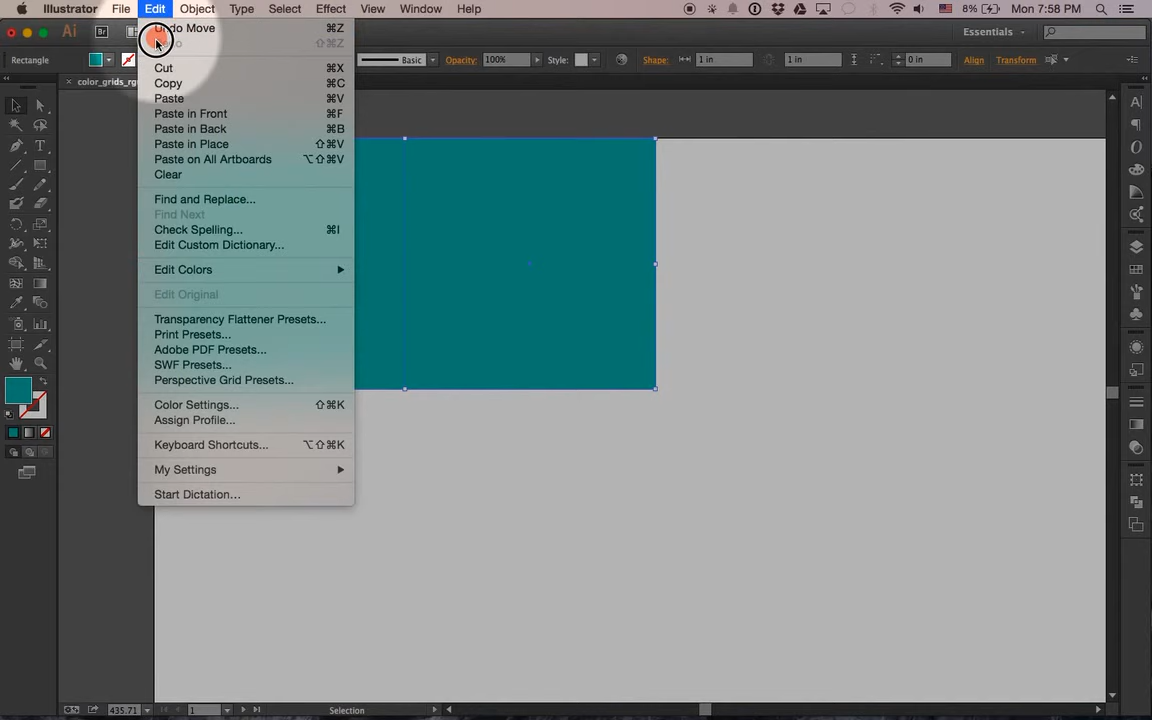 Illustrator File Edit Object Type Select Effect View Window Help 8% Mon 7:58 PM
Ai Br Essentials
Rectangle Basic Opacity: 100% Style: Shape: 1 in 1 in 0 in Align Transform
× color_grids_rg
Undo Move ⌘Z
⇧⌘Z
Cut ⌘X
Copy ⌘C
Paste ⌘V
Paste in Front ⌘F
Paste in Back ⌘B
Paste in Place ⇧⌘V
Paste on All Artboards ⌥⇧⌘V
Clear
Find and Replace...
Find Next
Check Spelling... ⌘I
Edit Custom Dictionary...
Edit Colors
Edit Original
Transparency Flattener Presets...
Print Presets...
Adobe PDF Presets...
SWF Presets...
Perspective Grid Presets...
Color Settings... ⇧⌘K
Assign Profile...
Keyboard Shortcuts... ⌥⇧⌘K
My Settings
Start Dictation...
435.71 1 Selection